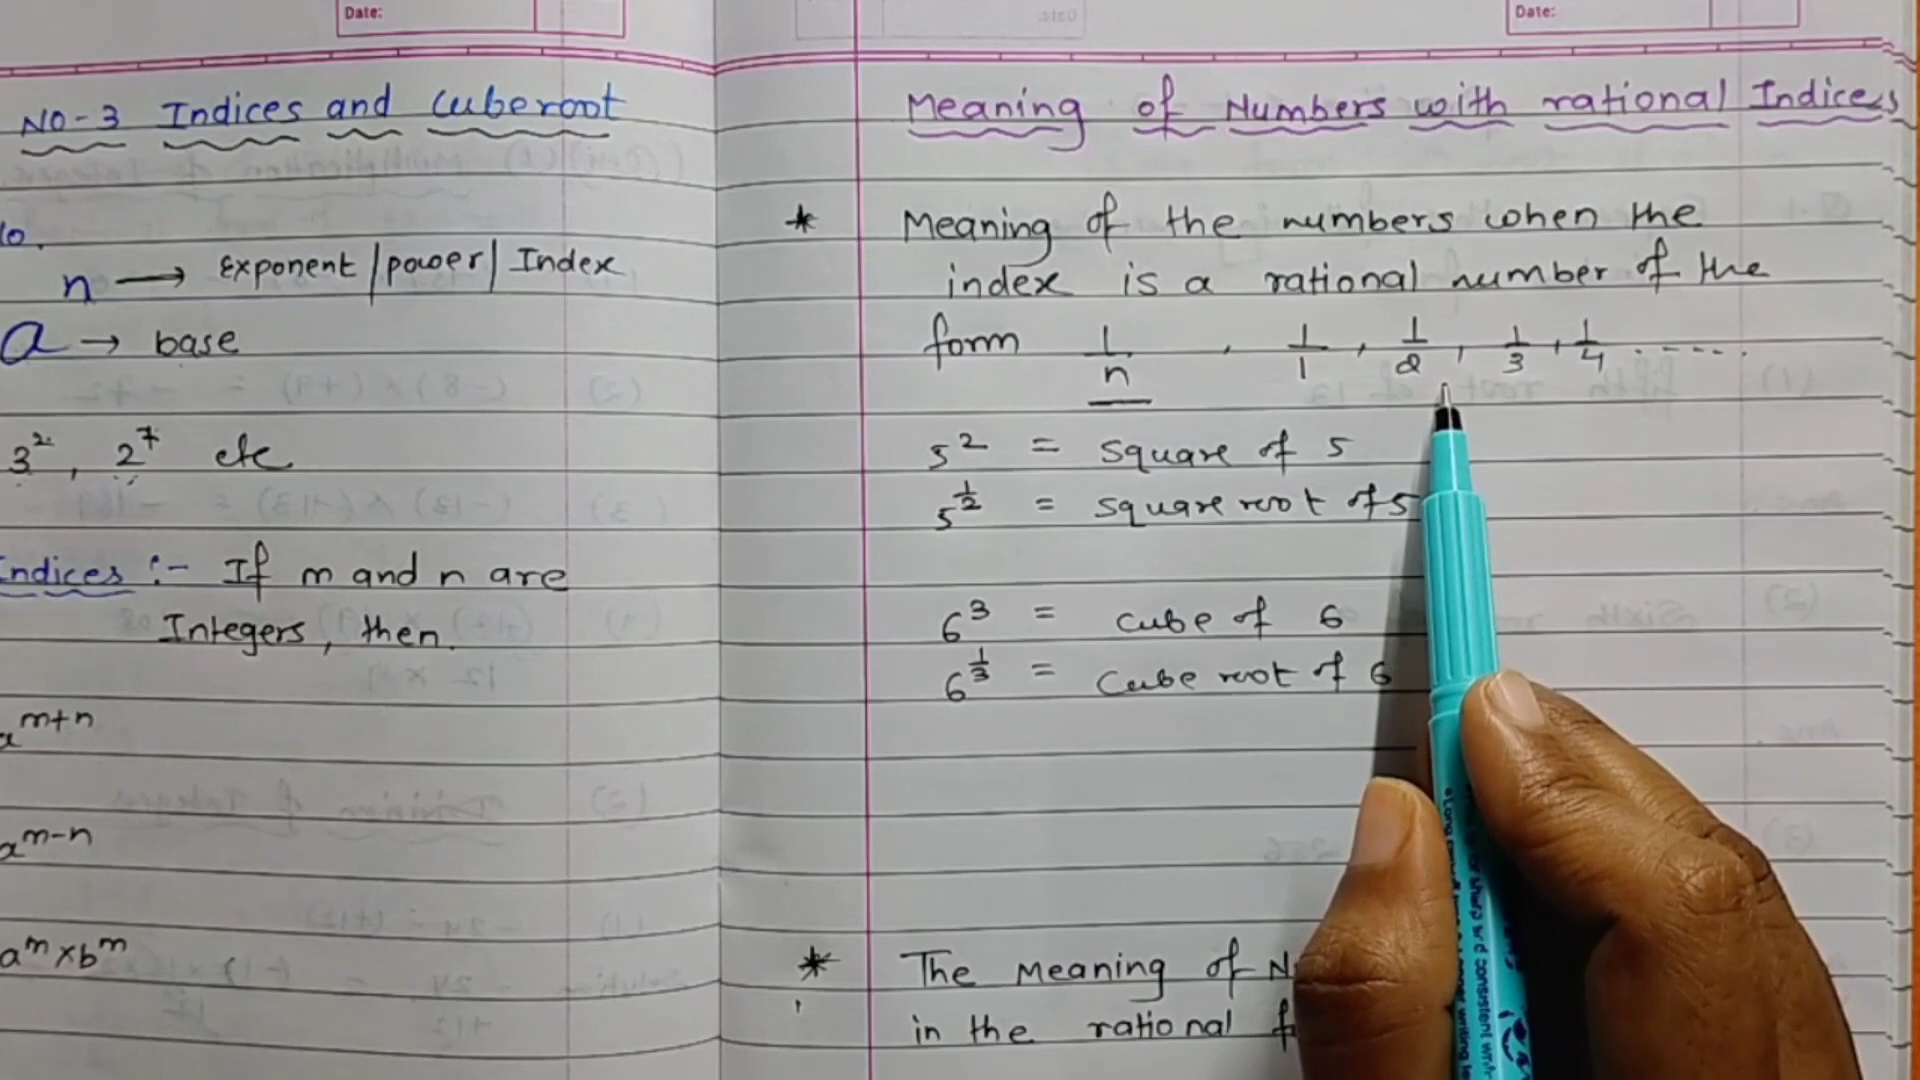 Date:
Date:
NO-3 Indices and cuberoot
n → Exponent/power/Index
a → base
3², 2⁷ etc
Indices :- If m and n are
Integers, then.
a^(m+n)
a^(m-n)
a^m × b^m
Meaning of Numbers with rational Indices
* Meaning of the numbers when the
index is a rational number of the
form 1/n , 1/1 , 1/2 , 1/3 , 1/4 .....
5² = square of 5
5^(1/2) = square root of 5
6³ = cube of 6
6^(1/3) = cube root of 6
* The Meaning of
in the rational